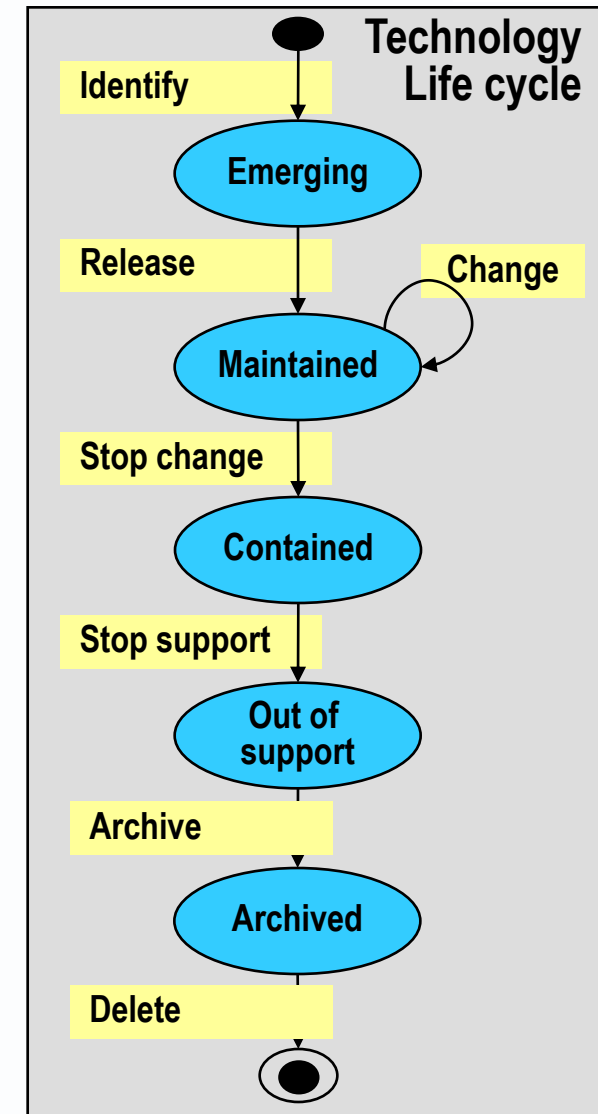 Technology
Life cycle
Identify
Emerging
Release
Change
Maintained
Stop change
Contained
Stop support
Out of
support
Archive
Archived
Delete